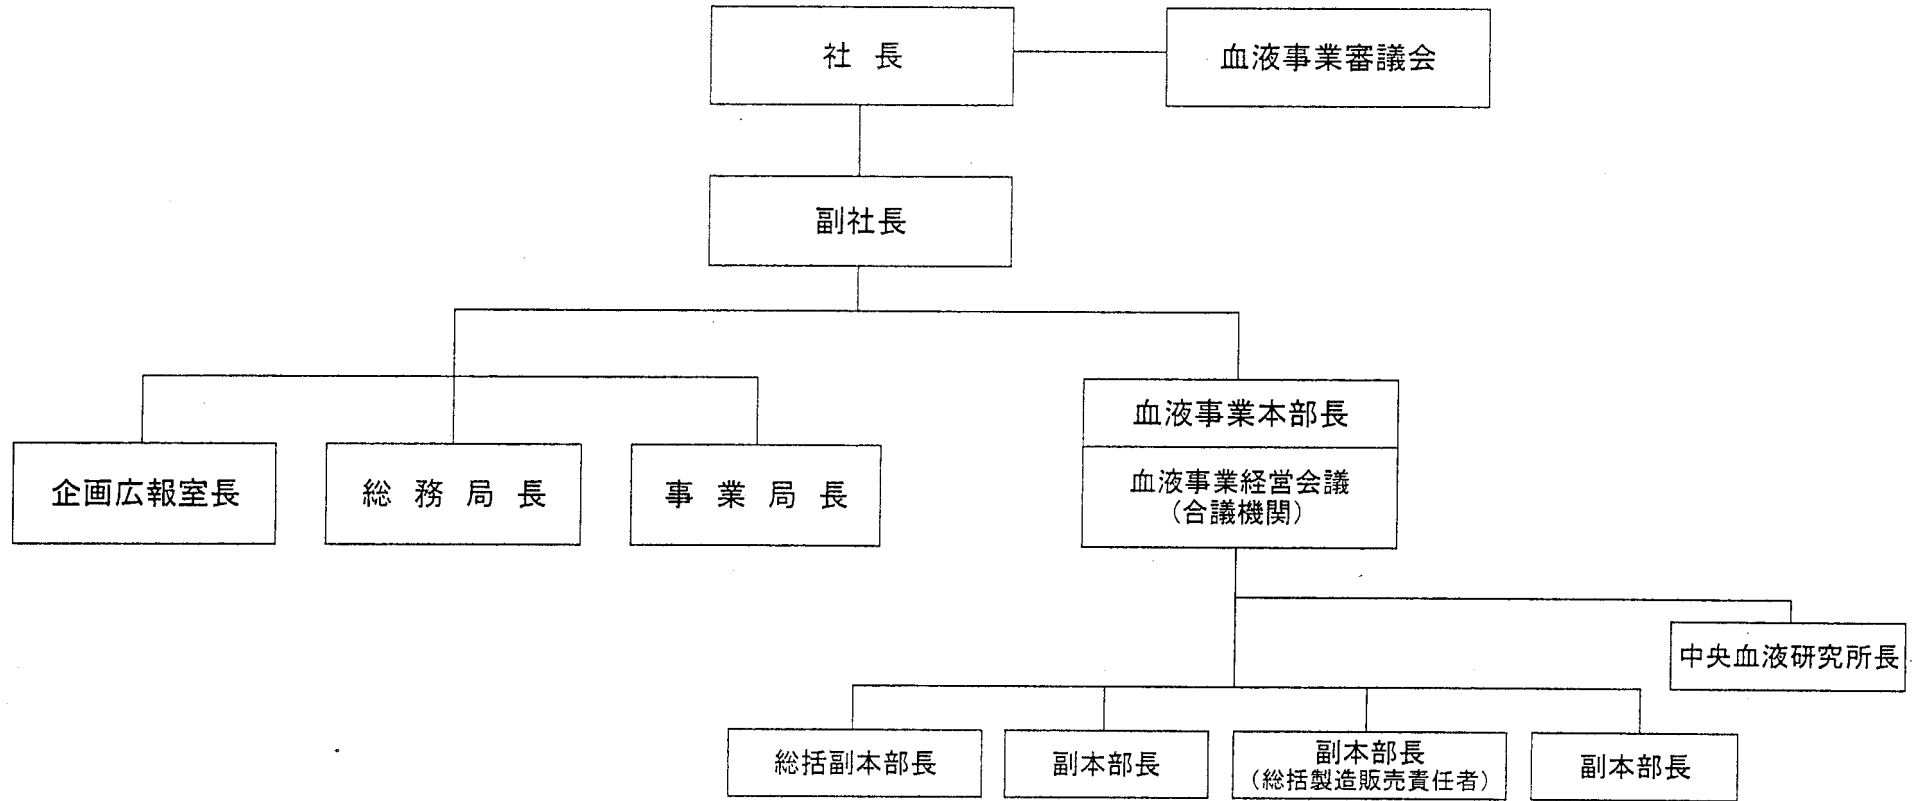 社 長
血液事業審議会
副社長
企画広報室長
総 務 局 長
事 業 局 長
血液事業本部長
血液事業経営会議
（合議機関）
中央血液研究所長
総括副本部長
副本部長
副本部長
（総括製造販売責任者）
副本部長